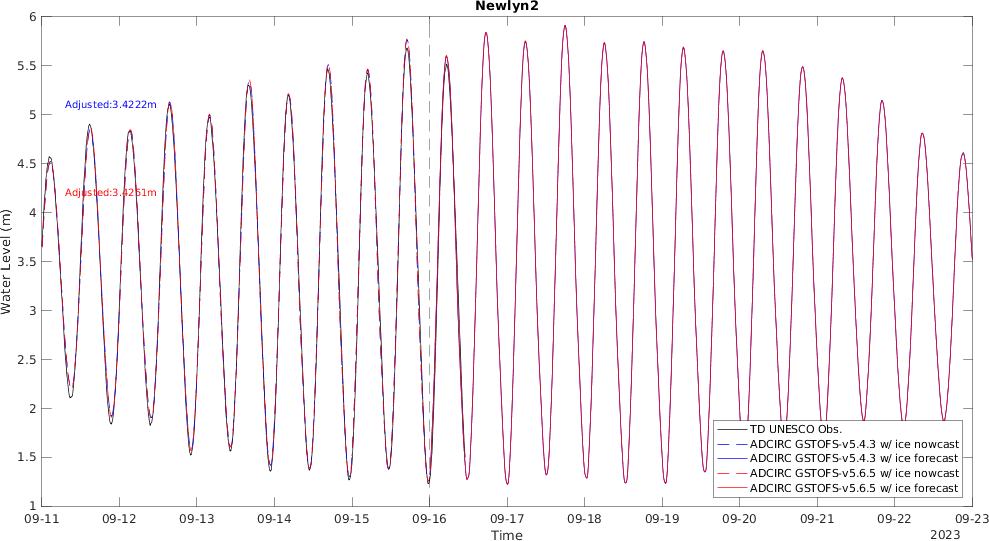 Newlyn2
6
5.5
5
4.5
4
3.5
3
2.5
2
1.5
1
Water Level (m)
Adjusted:3.4222m
Adjusted:3.4261m
TD UNESCO Obs.
ADCIRC GSTOFS-v5.4.3 w/ ice nowcast
ADCIRC GSTOFS-v5.4.3 w/ ice forecast
ADCIRC GSTOFS-v5.6.5 w/ ice nowcast
ADCIRC GSTOFS-v5.6.5 w/ ice forecast
09-11 09-12 09-13 09-14 09-15 09-16 09-17 09-18 09-19 09-20 09-21 09-22 09-23
Time
2023